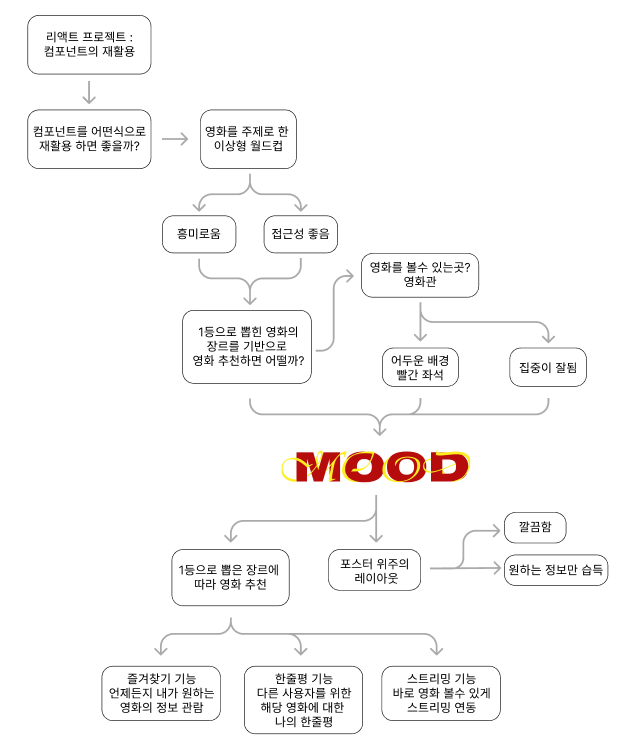 리액트 프로젝트 :
컴포넌트의 재활용
컴포넌트를 어떤식으로
재활용 하면 좋을까?
영화를 주제로 한
이상형 월드컵
흥미로움
접근성 좋음
영화를 볼수 있는곳?
영화관
1등으로 뽑힌 영화의
장르를 기반으로
영화 추천하면 어떨까?
어두운 배경
빨간 좌석
집중이 잘됨
MOOD
1등으로 뽑은 장르에
따라 영화 추천
포스터 위주의
레이아웃
깔끔함
원하는 정보만 습득
즐겨찾기 기능
언제든지 내가 원하는
영화의 정보 관람
한줄평 기능
다른 사용자를 위한
해당 영화에 대한
나의 한줄평
스트리밍 기능
바로 영화 볼수 있게
스트리밍 연동